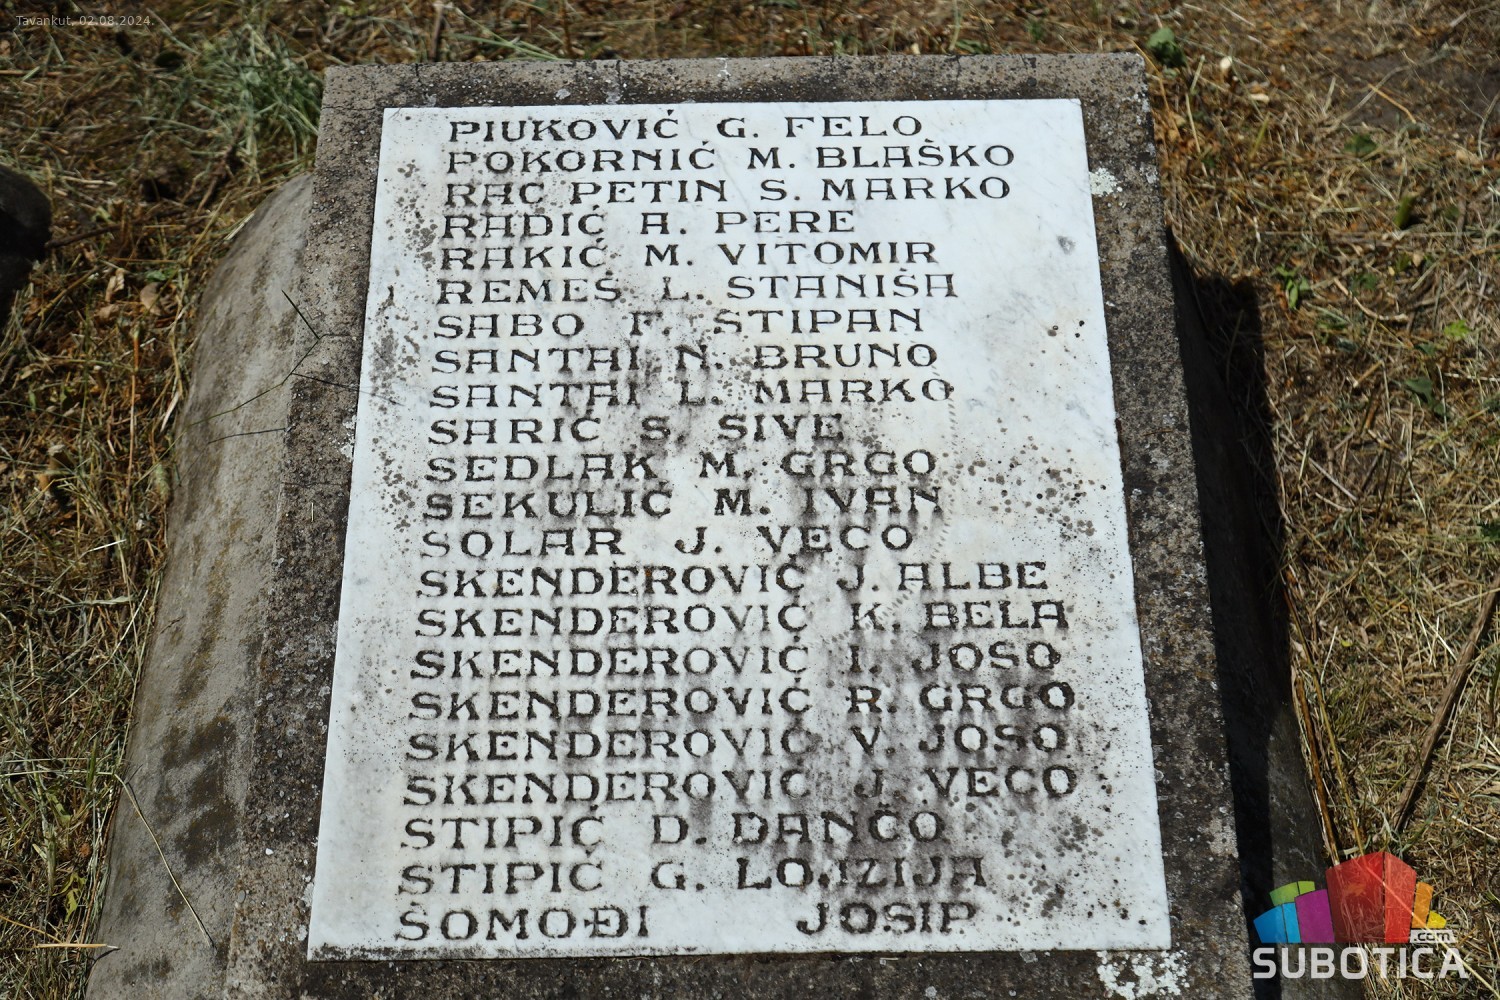 Tavankut, 02.08.2024.
PIUKOVIĆ G. FELO
POKORNIĆ M. BLAŠKO
RAC PETIN S. MARKO
RADIĆ A. PERE
RAKIĆ M. VITOMIR
REMEŠ L. STANIŠA
SABO F. STIPAN
SANTAI N. BRUNO
SANTAI L. MARKO
SARIĆ S. SIVE
SEDLAK M. GRGO
SEKULIĆ M. IVAN
SOLAR J. VECO
SKENDEROVIĆ J. ALBE
SKENDEROVIĆ K. BELA
SKENDEROVIĆ I. JOSO
SKENDEROVIĆ R. GRGO
SKENDEROVIĆ V. JOSO
SKENDEROVIĆ J. VECO
STIPIĆ D. DANČO
STIPIĆ G. LOJZIJA
ŠOMOĐI JOSIP
.com
SUBOTICA